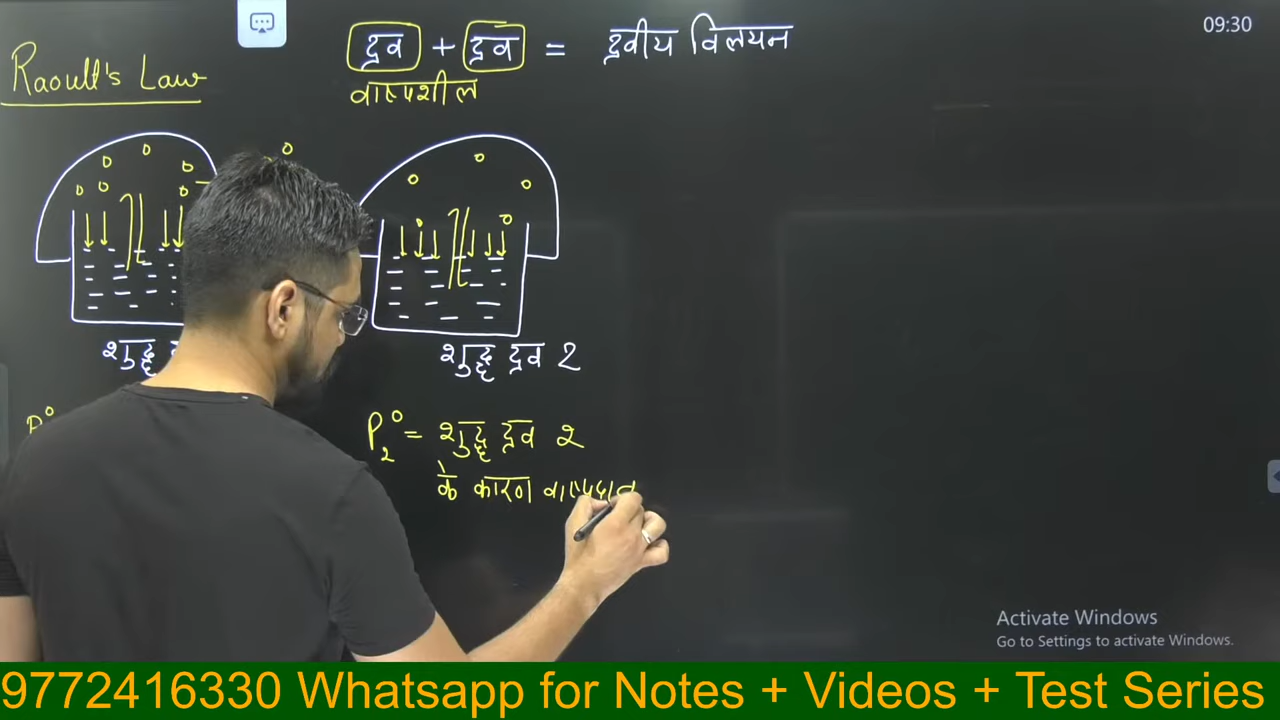 09:30
द्रव + द्रव = द्रवीय विलयन
Raoult's Law
वाष्पशील
शुद्ध
शुद्ध द्रव 2
P₂⁰ = शुद्ध द्रव 2
के कारण वाष्पदाब
Activate Windows
Go to Settings to activate Windows.
9772416330 Whatsapp for Notes + Videos + Test Series